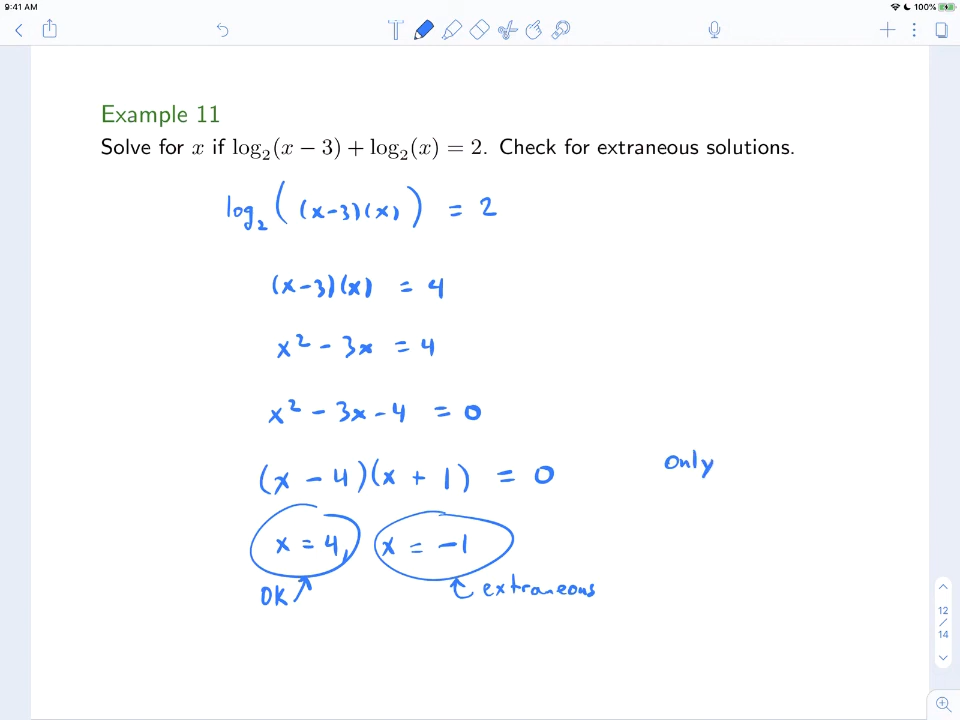 9:41 AM
100%
Example 11
Solve for x if log₂(x − 3) + log₂(x) = 2. Check for extraneous solutions.
log₂ ((x-3)(x)) = 2
(x-3)(x) = 4
x² - 3x = 4
x² - 3x - 4 = 0
(x - 4)(x + 1) = 0
only
x = 4, x = -1
OK extraneous
12
/
14